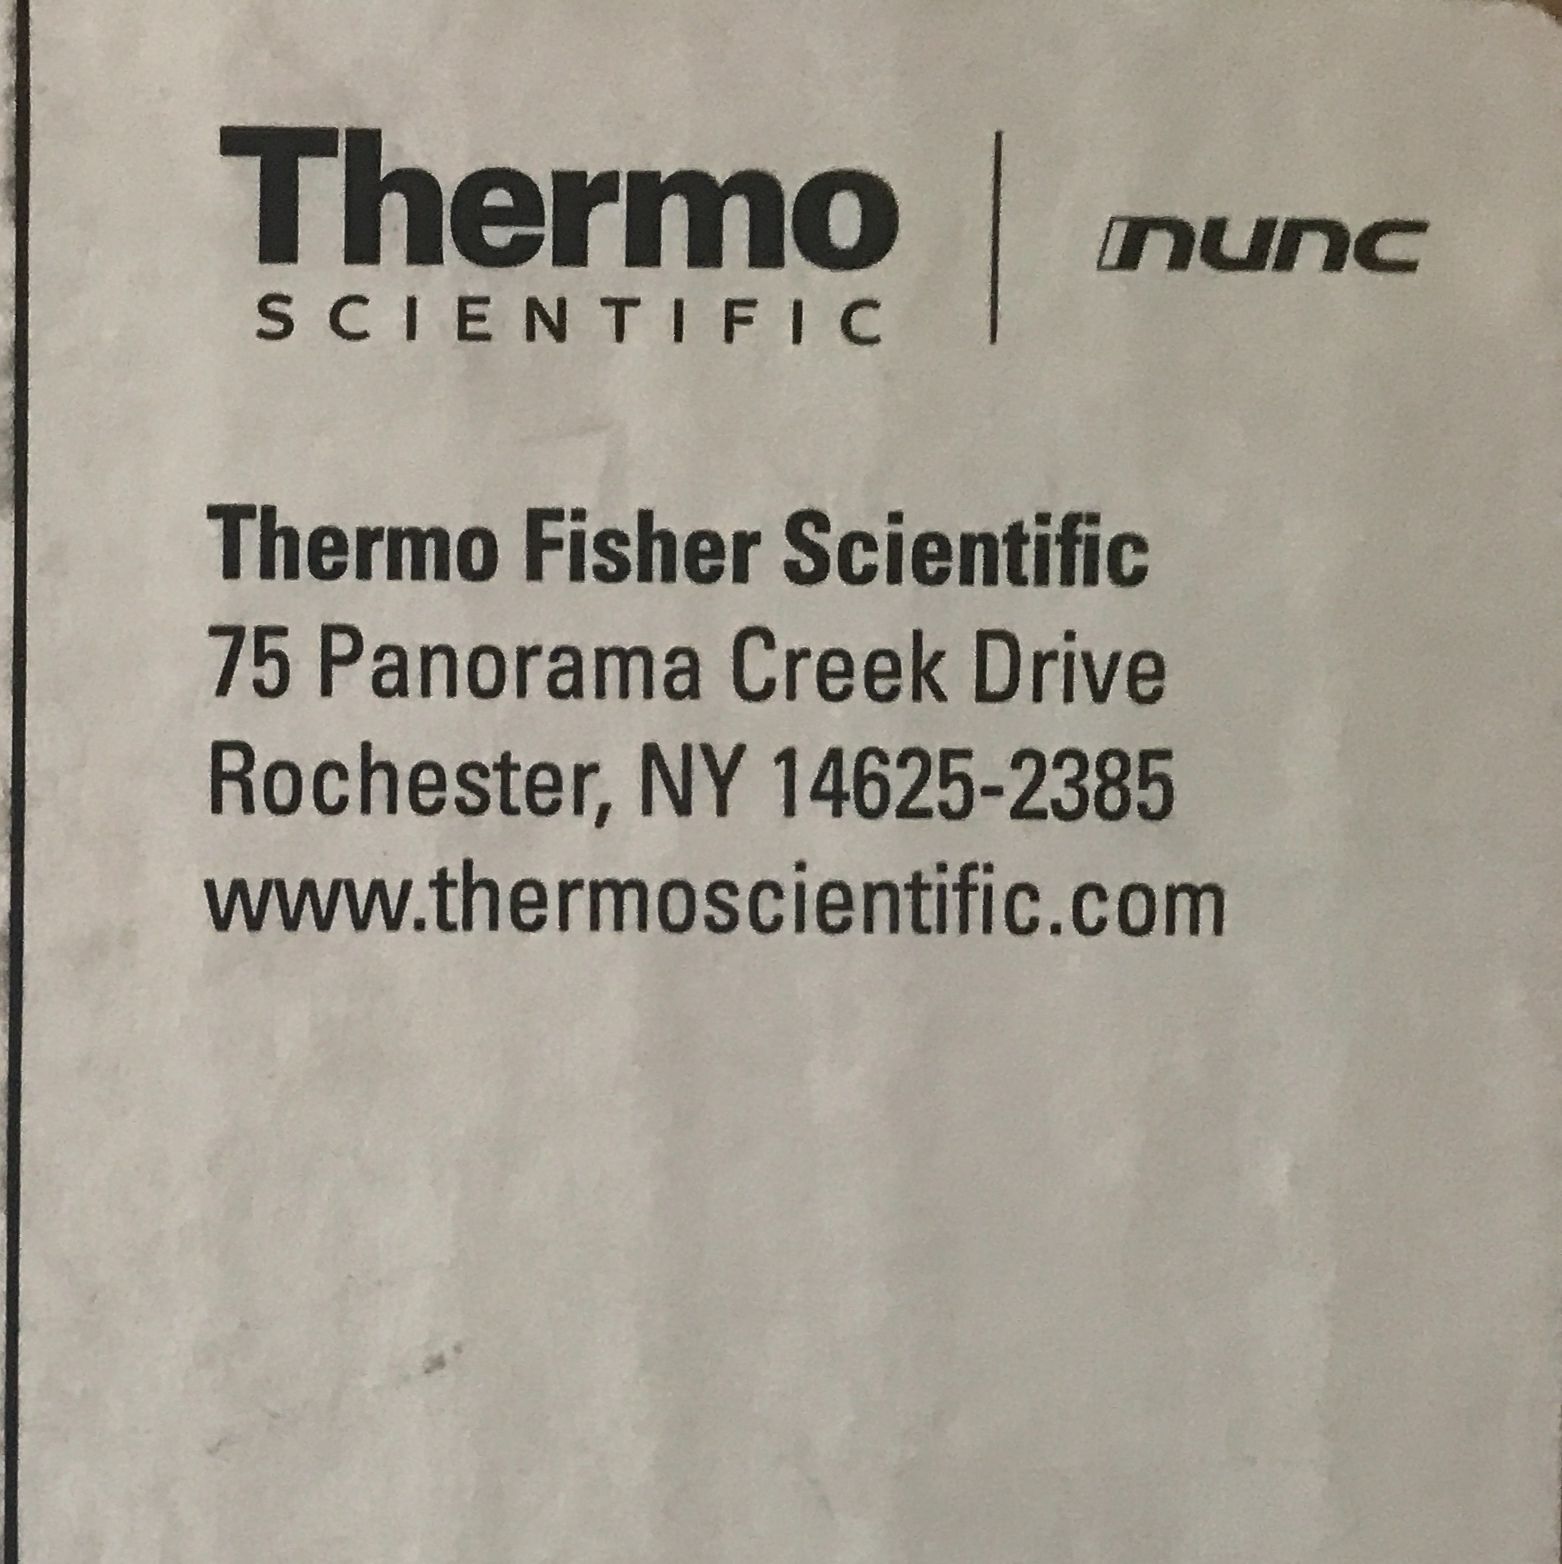 Thermo | nunc
SCIENTIFIC
Thermo Fisher Scientific
75 Panorama Creek Drive
Rochester, NY 14625-2385
www.thermoscientific.com